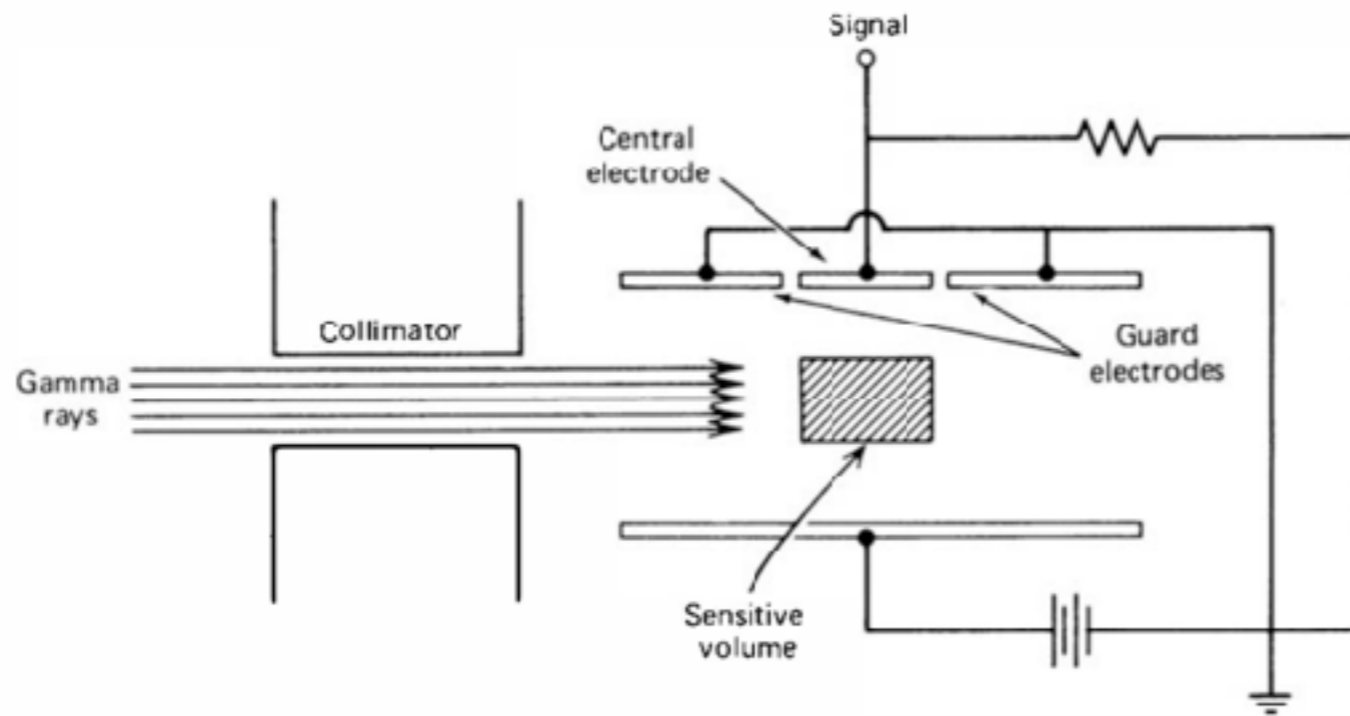 Signal
Central
electrode
Collimator
Guard
electrodes
Gamma
rays
Sensitive
volume